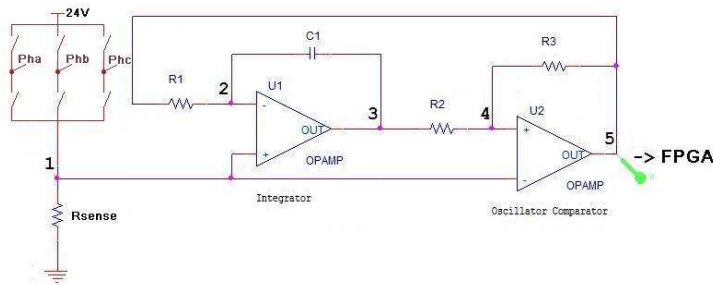 24V
Pha
Phb
Phc
C1
R3
R1
2
U1
-
+
OUT
OPAMP
3
R2
4
U2
+
-
OUT
OPAMP
5
-> FPGA
1
Integrator
Oscillator Comparator
Rsense